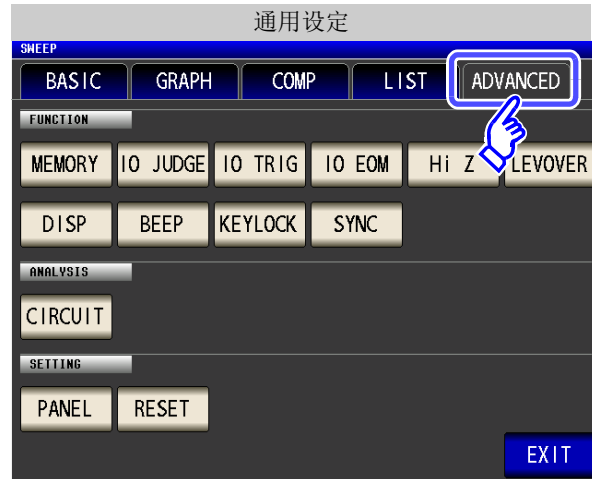 通用设定
SWEEP
BASIC GRAPH COMP LIST ADVANCED
FUNCTION
MEMORY IO JUDGE IO TRIG IO EOM Hi Z LEVOVER
DISP BEEP KEYLOCK SYNC
ANALYSIS
CIRCUIT
SETTING
PANEL RESET
EXIT